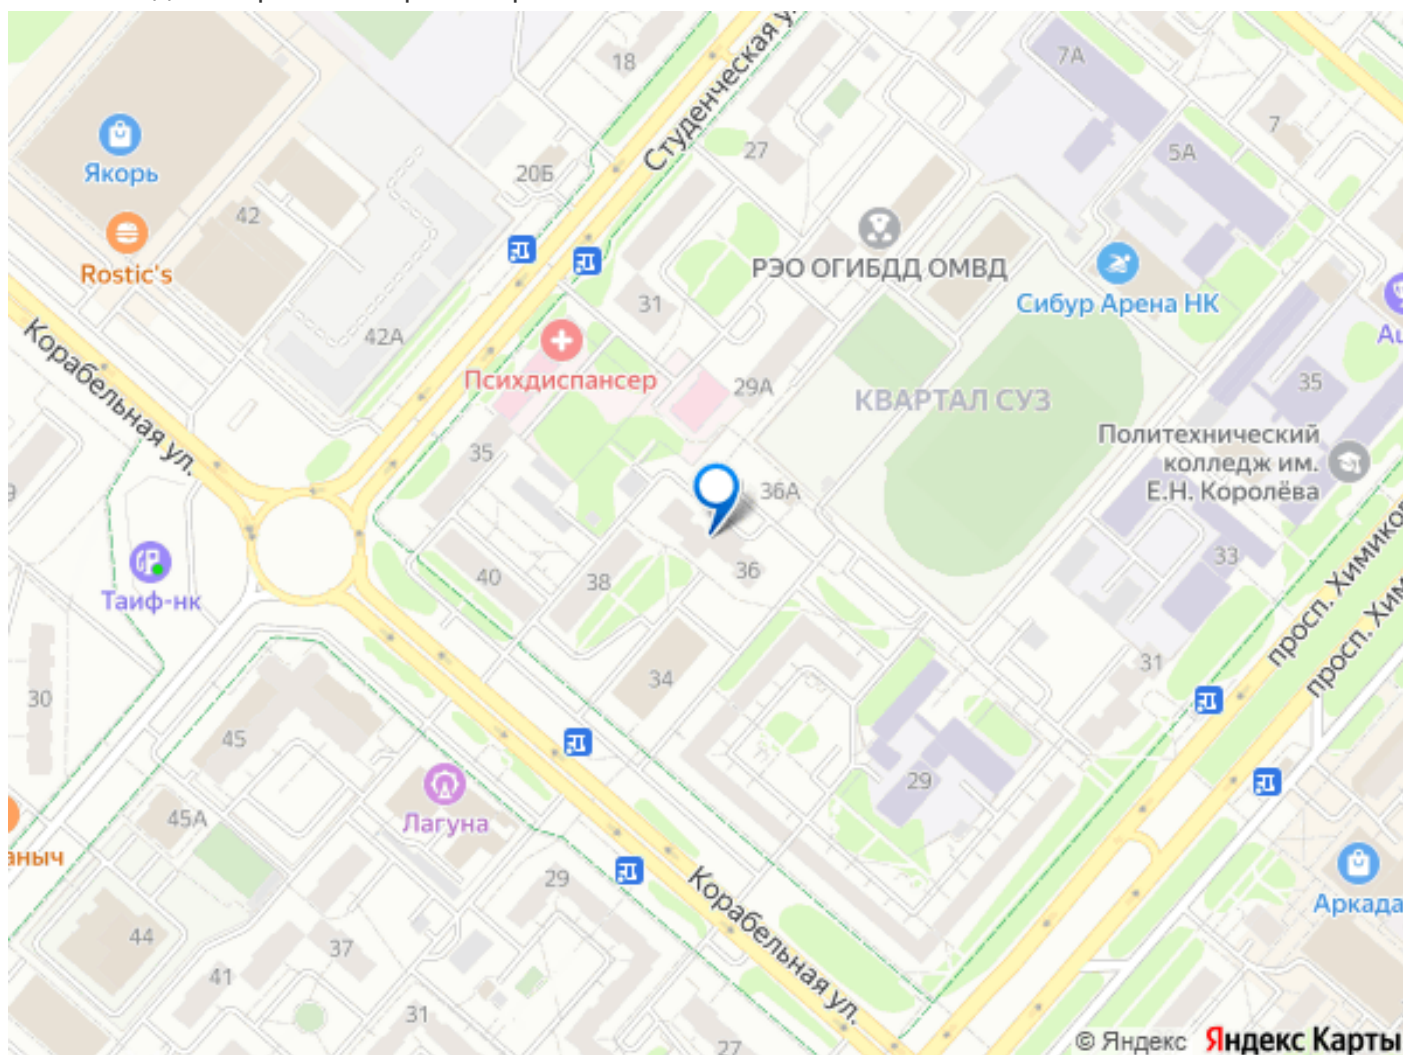 18
Студенческая у
7А
7
27
5А
20Б
Якорь
42
Rostic's
РЭО ОГИБДД ОМВД
Сибур Арена НК
31
42А
Корабельная ул.
Психдиспансер
29А
КВАРТАЛ СУЗ
35
Политехнический
колледж им.
Е.Н. Королёва
35
36А
33
просп. Химиков
просп. Хим
Таиф-нк
40
38
36
31
30
34
45
29
Лагуна
45А
аныч
Аркада
29
Корабельная ул.
44
37
41
31
27
© Яндекс Яндекс Карты